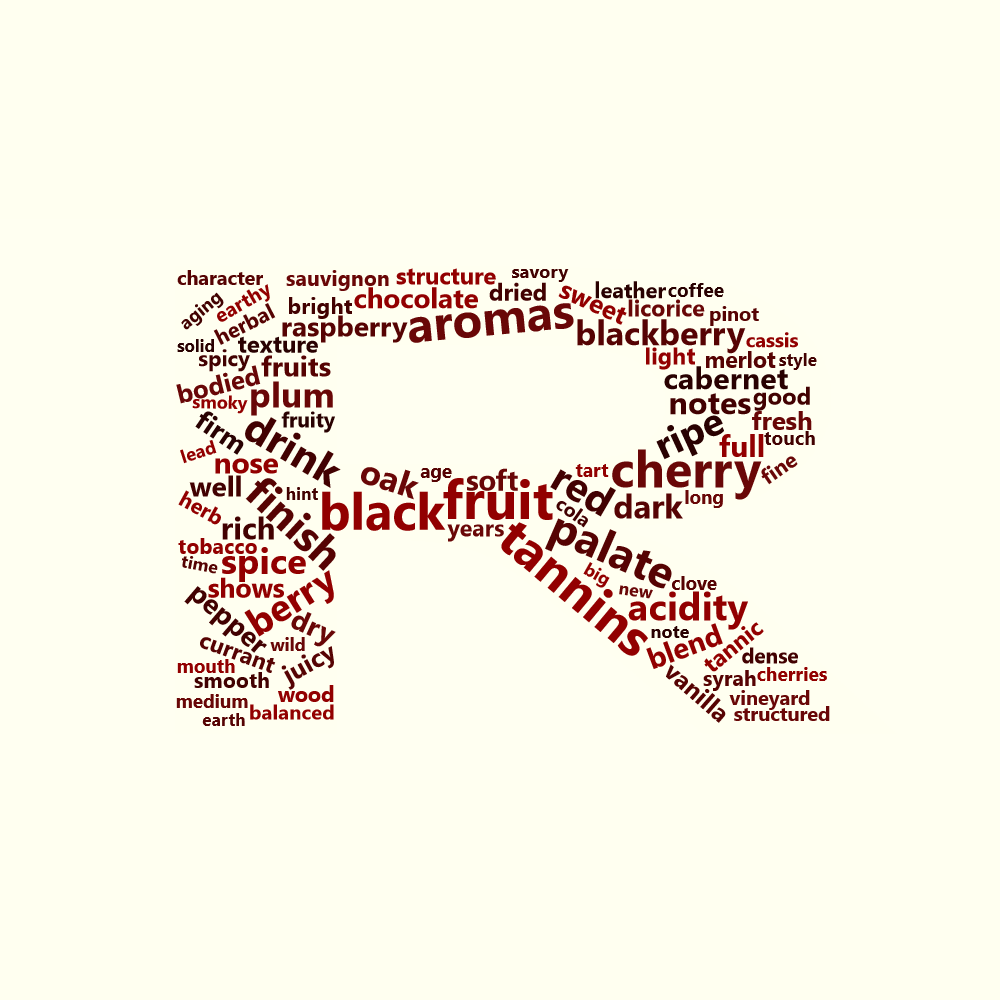 character
sauvignon
structure
savory
leather
coffee
aging
earthy
bright
chocolate
dried
sweet
licorice
pinot
herbal
raspberry
aromas
blackberry
cassis
solid
texture
light
merlot
style
spicy
fruits
bodied
plum
cabernet
smoky
notes
good
firm
drink
fruity
ripe
fresh
lead
nose
full
touch
oak
age
soft
red
tart
cherry
fine
well
finish
hint
black
fruit
dark
long
herb
rich
years
cola
tobacco
time
spice
tannins
palate
shows
berry
big
new
clove
pepper
dry
acidity
currant
wild
note
blend
tannic
mouth
juicy
dense
smooth
vanilla
syrah
cherries
medium
wood
vineyard
earth
balanced
structured